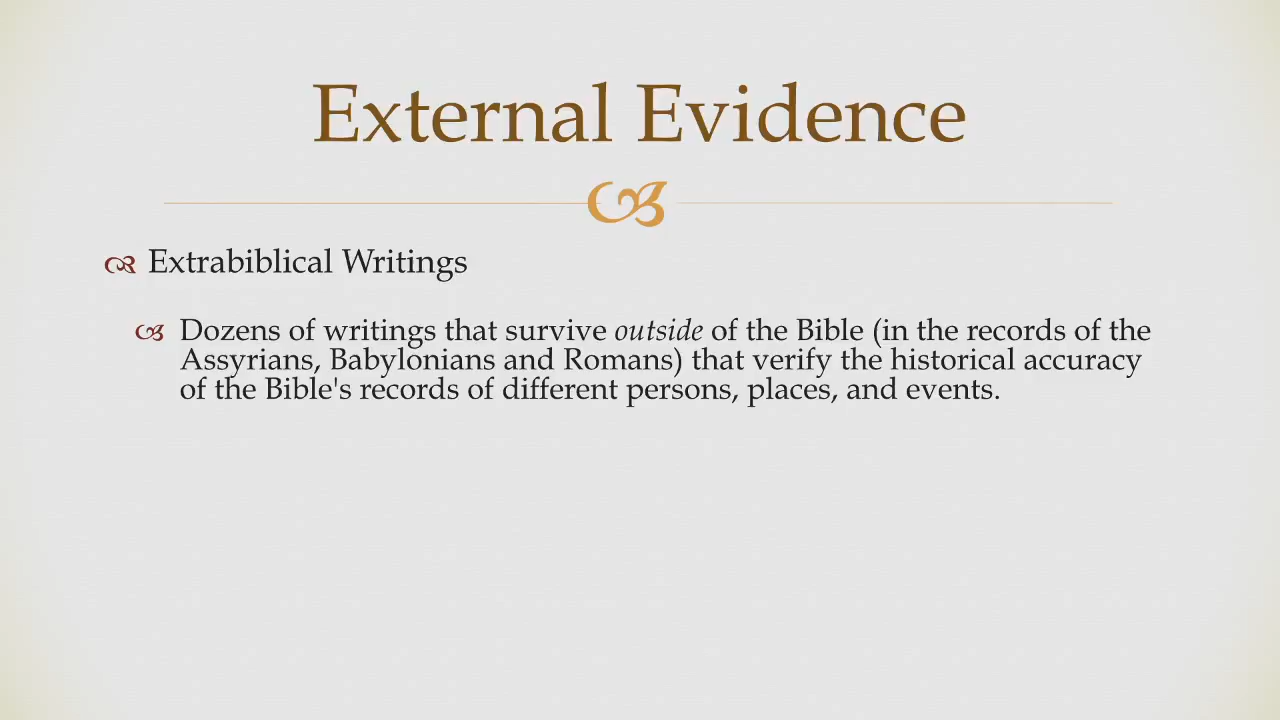 External Evidence
Extrabiblical Writings
Dozens of writings that survive outside of the Bible (in the records of the
Assyrians, Babylonians and Romans) that verify the historical accuracy
of the Bible's records of different persons, places, and events.